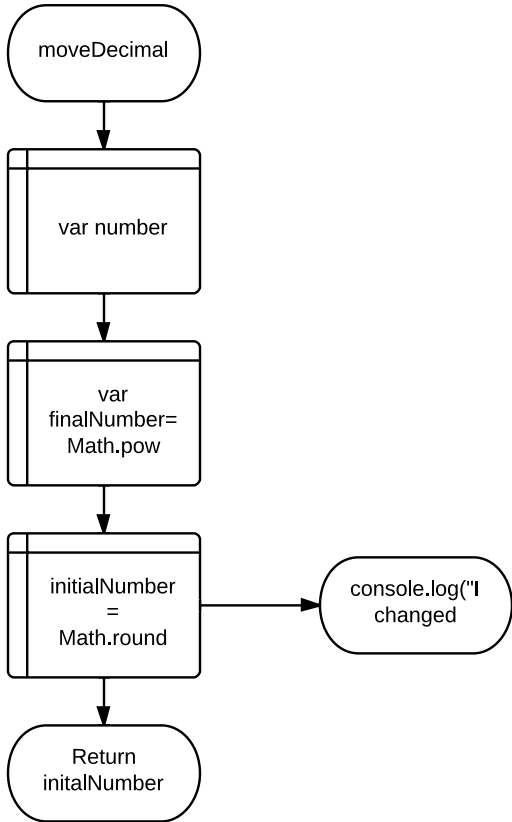 moveDecimal
var number
var
finalNumber=
Math.pow
initialNumber
=
Math.round
console.log("I
changed
Return
initalNumber